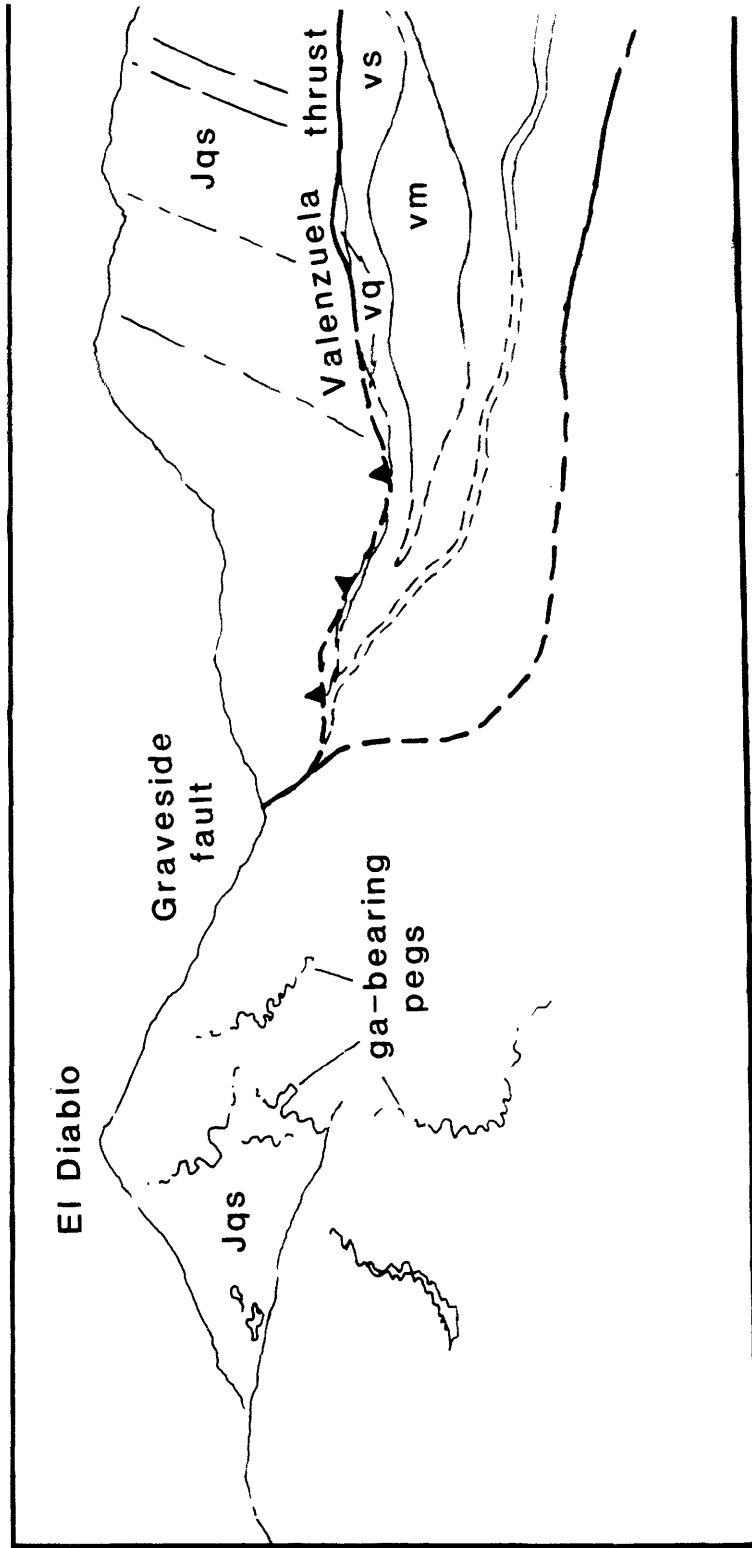 El Diablo
Graveside
fault
Jqs
Jqs
ga-bearing
pegs
Valenzuela thrust
vq
vs
vm